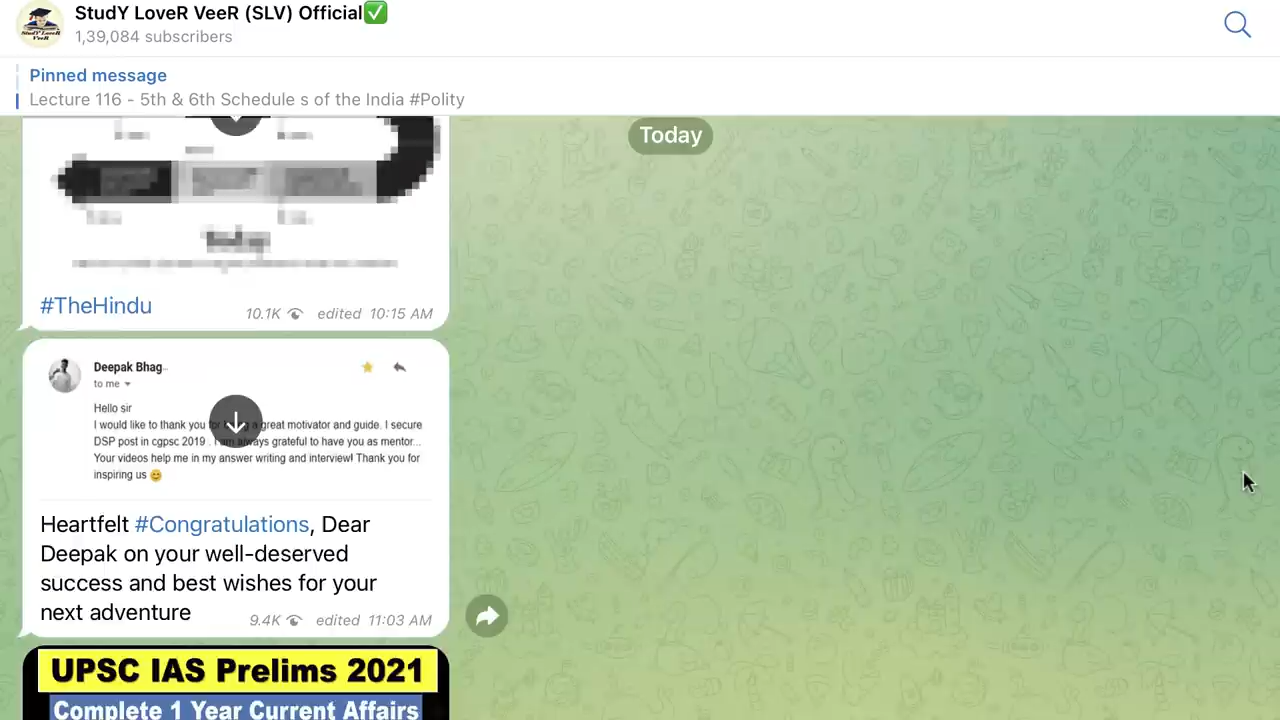 StudY LoveR VeeR (SLV) Official✅
1,39,084 subscribers
Pinned message
Lecture 116 - 5th & 6th Schedule s of the India #Polity
Today
today
#TheHindu
10.1K edited 10:15 AM
Deepak Bhag..
to me
Hello sir
I would like to thank you for a great motivator and guide. I secure
DSP post in cgpsc 2019 . I always grateful to have you as mentor...
Your videos help me in my answer writing and interview! Thank you for
inspiring us 😊
Heartfelt #Congratulations, Dear
Deepak on your well-deserved
success and best wishes for your
next adventure
9.4K edited 11:03 AM
UPSC IAS Prelims 2021
Complete 1 Year Current Affairs